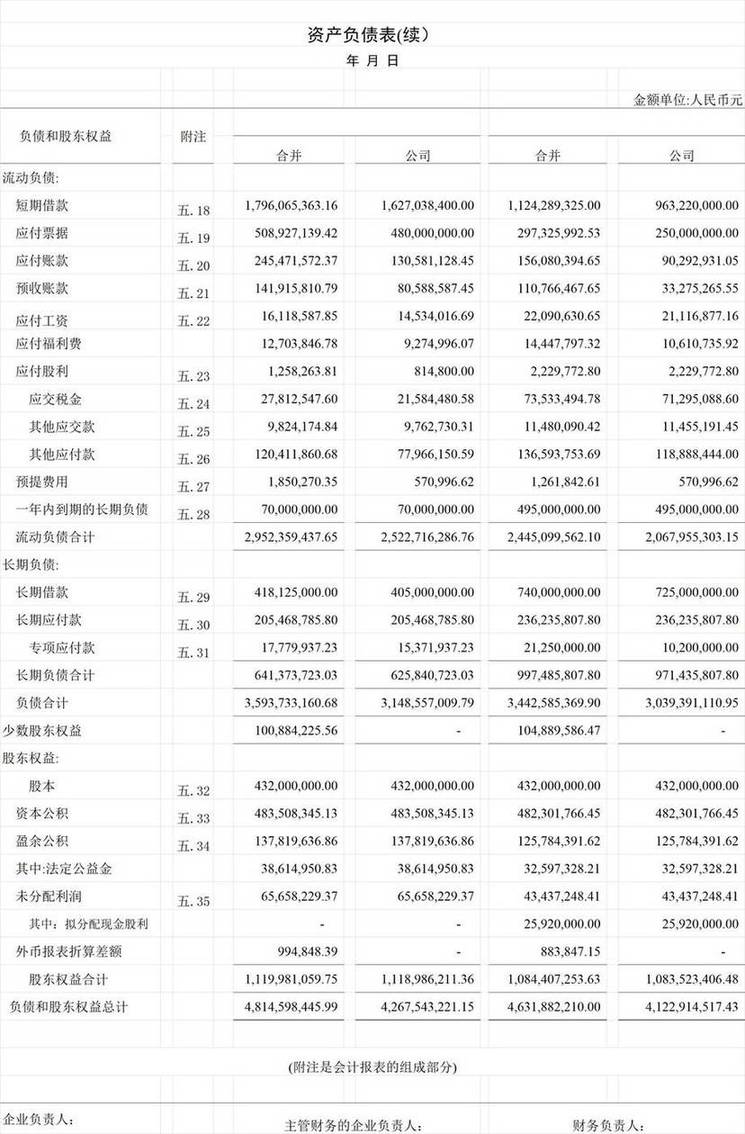 资产负债表(续）
年 月 日
金额单位:人民币元
负债和股东权益 附注
合并 公司 合并 公司
流动负债:
短期借款 五.18 1,796,065,363.16 1,627,038,400.00 1,124,289,325.00 963,220,000.00
应付票据 五.19 508,927,139.42 480,000,000.00 297,325,992.53 250,000,000.00
应付账款 五.20 245,471,572.37 130,581,128.45 156,080,394.65 90,292,931.05
预收账款 五.21 141,915,810.79 80,588,587.45 110,766,467.65 33,275,265.55
应付工资 五.22 16,118,587.85 14,534,016.69 22,090,630.65 21,116,877.16
应付福利费 12,703,846.78 9,274,996.07 14,447,797.32 10,610,735.92
应付股利 五.23 1,258,263.81 814,800.00 2,229,772.80 2,229,772.80
应交税金 五.24 27,812,547.60 21,584,480.58 73,533,494.78 71,295,088.60
其他应交款 五.25 9,824,174.84 9,762,730.31 11,480,090.42 11,455,191.45
其他应付款 五.26 120,411,860.68 77,966,150.59 136,593,753.69 118,888,444.00
预提费用 五.27 1,850,270.35 570,996.62 1,261,842.61 570,996.62
一年内到期的长期负债 五.28 70,000,000.00 70,000,000.00 495,000,000.00 495,000,000.00
流动负债合计 2,952,359,437.65 2,522,716,286.76 2,445,099,562.10 2,067,955,303.15
长期负债:
长期借款 五.29 418,125,000.00 405,000,000.00 740,000,000.00 725,000,000.00
长期应付款 五.30 205,468,785.80 205,468,785.80 236,235,807.80 236,235,807.80
专项应付款 五.31 17,779,937.23 15,371,937.23 21,250,000.00 10,200,000.00
长期负债合计 641,373,723.03 625,840,723.03 997,485,807.80 971,435,807.80
负债合计 3,593,733,160.68 3,148,557,009.79 3,442,585,369.90 3,039,391,110.95
少数股东权益 100,884,225.56 - 104,889,586.47 -
股东权益:
股本 五.32 432,000,000.00 432,000,000.00 432,000,000.00 432,000,000.00
资本公积 五.33 483,508,345.13 483,508,345.13 482,301,766.45 482,301,766.45
盈余公积 五.34 137,819,636.86 137,819,636.86 125,784,391.62 125,784,391.62
其中:法定公益金 38,614,950.83 38,614,950.83 32,597,328.21 32,597,328.21
未分配利润 五.35 65,658,229.37 65,658,229.37 43,437,248.41 43,437,248.41
其中：拟分配现金股利 - - 25,920,000.00 25,920,000.00
外币报表折算差额 994,848.39 - 883,847.15 -
股东权益合计 1,119,981,059.75 1,118,986,211.36 1,084,407,253.63 1,083,523,406.48
负债和股东权益总计 4,814,598,445.99 4,267,543,221.15 4,631,882,210.00 4,122,914,517.43
(附注是会计报表的组成部分)
企业负责人： 主管财务的企业负责人： 财务负责人：